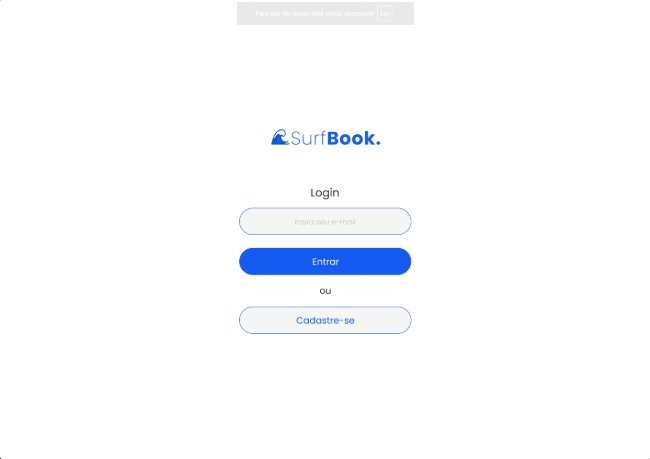 Para sair do modo tela cheia, pressione Esc
SurfBook.
Login
Insira seu e-mail
Entrar
ou
Cadastre-se